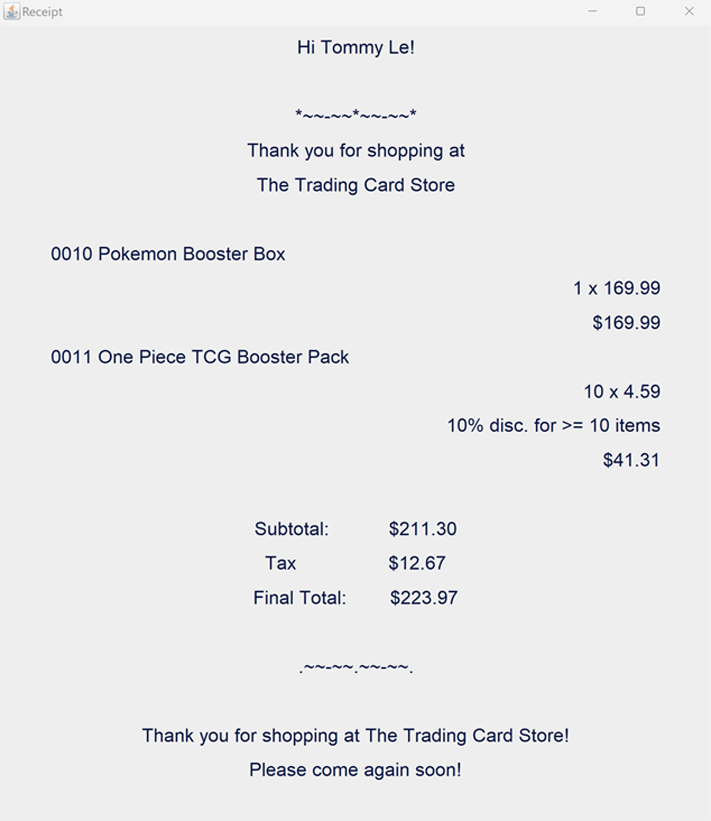 Receipt
Hi Tommy Le!
*~~-~~*~~-~~*
Thank you for shopping at
The Trading Card Store
0010 Pokemon Booster Box
1 x 169.99
$169.99
0011 One Piece TCG Booster Pack
10 x 4.59
10% disc. for >= 10 items
$41.31
Subtotal: $211.30
Tax $12.67
Final Total: $223.97
.~~-~~.~~-~~.
Thank you for shopping at The Trading Card Store!
Please come again soon!